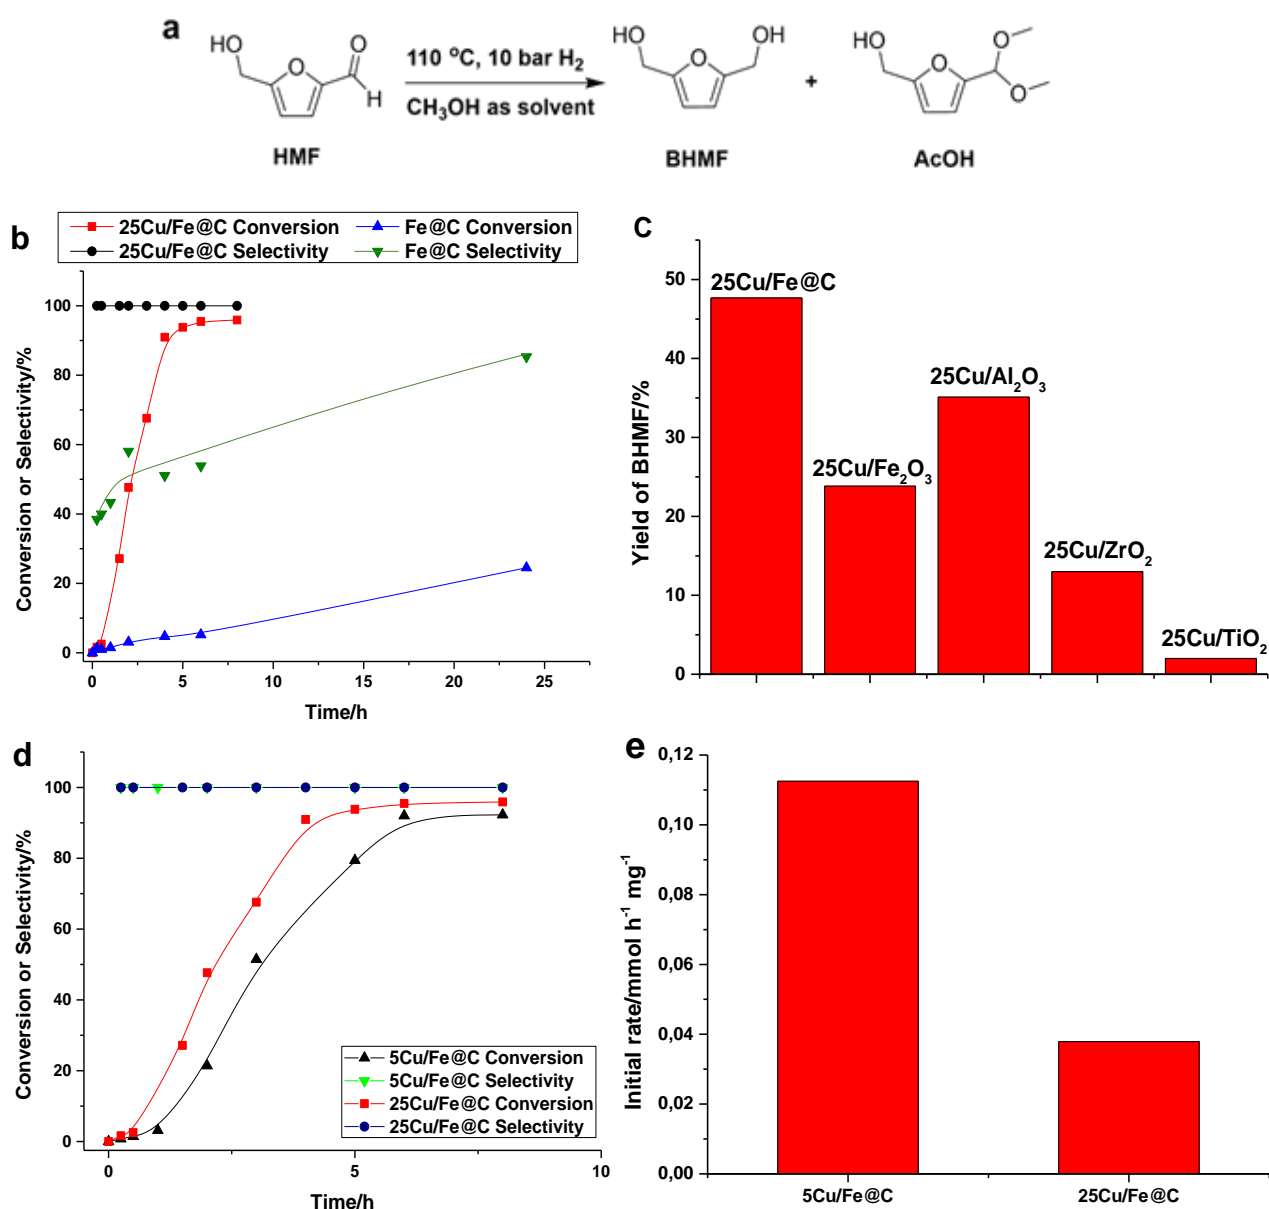 a
HO
O
O
H
HMF
110 °C, 10 bar H₂
CH₃OH as solvent
HO
O
OH
BHMF
+
HO
O
O
O
AcOH
b
25Cu/Fe@C Conversion
Fe@C Conversion
25Cu/Fe@C Selectivity
Fe@C Selectivity
Conversion or Selectivity/%
100
80
60
40
20
0
0
5
10
15
20
25
Time/h
c
Yield of BHMF/%
50
40
30
20
10
0
25Cu/Fe@C
25Cu/Fe₂O₃
25Cu/Al₂O₃
25Cu/ZrO₂
25Cu/TiO₂
d
Conversion or Selectivity/%
100
80
60
40
20
0
5Cu/Fe@C Conversion
5Cu/Fe@C Selectivity
25Cu/Fe@C Conversion
25Cu/Fe@C Selectivity
0
5
10
Time/h
e
Initial rate/mmol h⁻¹ mg⁻¹
0,12
0,10
0,08
0,06
0,04
0,02
0,00
5Cu/Fe@C
25Cu/Fe@C